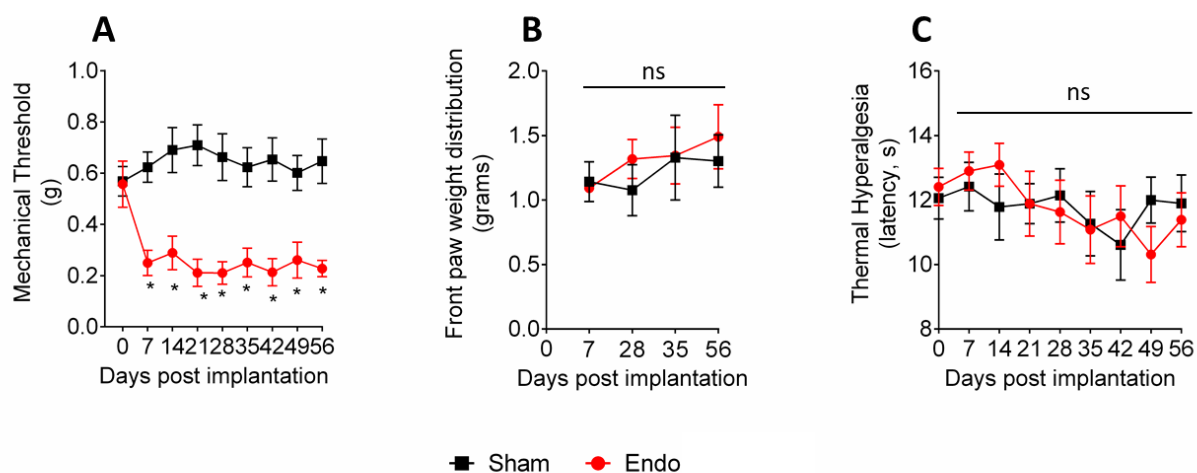 A
Mechanical Threshold
(g)
1.0
0.8
0.6
0.4
0.2
0.0
* * * * * * * *
0 7 14 21 28 35 42 49 56
Days post implantation
B
Front paw weight distribution
(grams)
ns
2.0
1.5
1.0
0.5
0.0
0 7 28 35 56
Days post implantation
C
Thermal Hyperalgesia
(latency, s)
ns
16
14
12
10
8
0 7 14 21 28 35 42 49 56
Days post implantation
Sham Endo